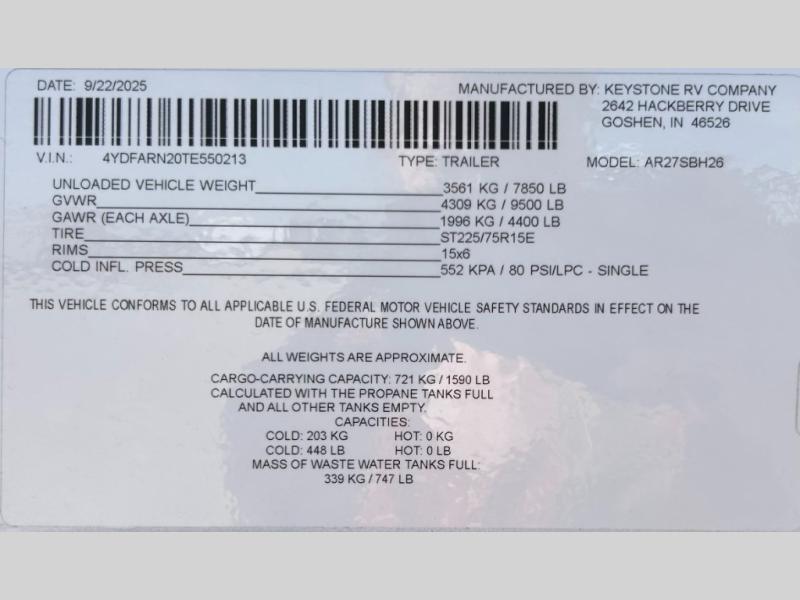 DATE: 9/22/2025
MANUFACTURED BY: KEYSTONE RV COMPANY
2642 HACKBERRY DRIVE
GOSHEN, IN 46526
V.I.N.: 4YDFARN20TE550213 TYPE: TRAILER MODEL: AR27SBH26
UNLOADED VEHICLE WEIGHT 3561 KG / 7850 LB
GVWR 4309 KG / 9500 LB
GAWR (EACH AXLE) 1996 KG / 4400 LB
TIRE ST225/75R15E
RIMS 15x6
COLD INFL. PRESS 552 KPA / 80 PSI/LPC - SINGLE
THIS VEHICLE CONFORMS TO ALL APPLICABLE U.S. FEDERAL MOTOR VEHICLE SAFETY STANDARDS IN EFFECT ON THE
DATE OF MANUFACTURE SHOWN ABOVE.
ALL WEIGHTS ARE APPROXIMATE.
CARGO-CARRYING CAPACITY: 721 KG / 1590 LB
CALCULATED WITH THE PROPANE TANKS FULL
AND ALL OTHER TANKS EMPTY.
CAPACITIES:
COLD: 203 KG HOT: 0 KG
COLD: 448 LB HOT: 0 LB
MASS OF WASTE WATER TANKS FULL:
339 KG / 747 LB